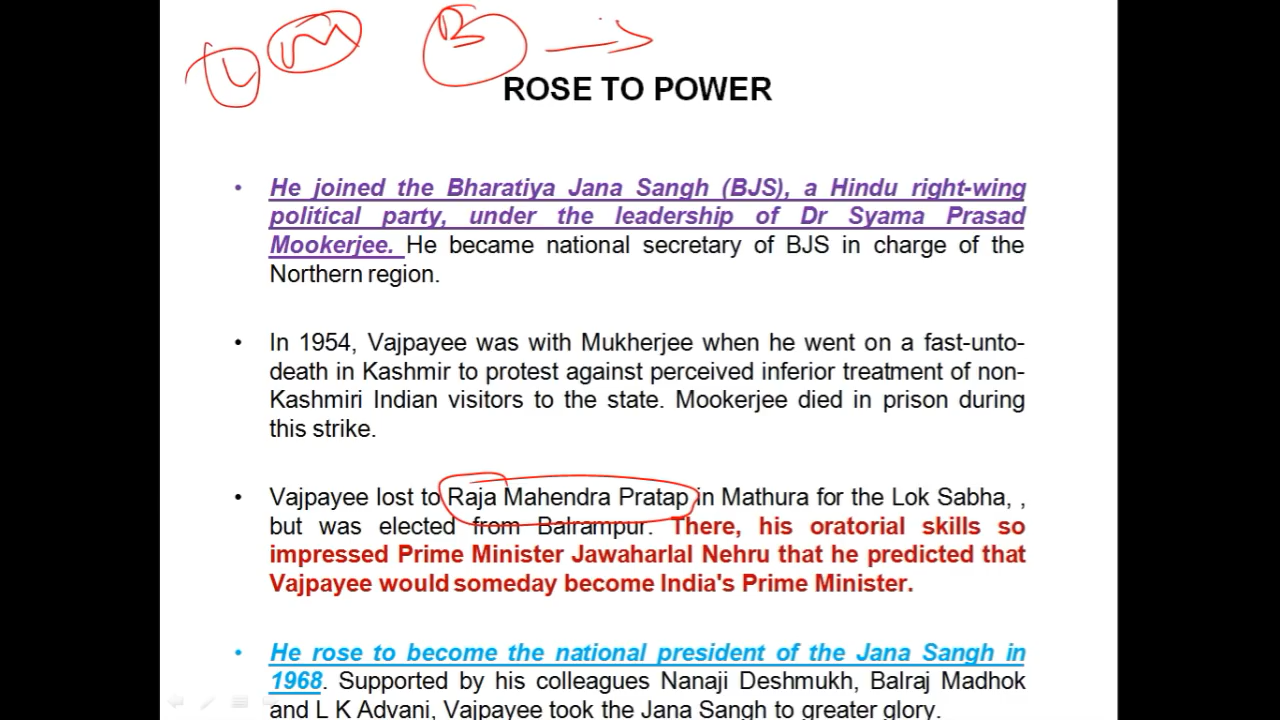 L M B
ROSE TO POWER
• He joined the Bharatiya Jana Sangh (BJS), a Hindu right-wing
political party, under the leadership of Dr Syama Prasad
Mookerjee. He became national secretary of BJS in charge of the
Northern region.
• In 1954, Vajpayee was with Mukherjee when he went on a fast-unto-
death in Kashmir to protest against perceived inferior treatment of non-
Kashmiri Indian visitors to the state. Mookerjee died in prison during
this strike.
• Vajpayee lost to Raja Mahendra Pratap in Mathura for the Lok Sabha, ,
but was elected from Balrampur. There, his oratorial skills so
impressed Prime Minister Jawaharlal Nehru that he predicted that
Vajpayee would someday become India's Prime Minister.
• He rose to become the national president of the Jana Sangh in
1968. Supported by his colleagues Nanaji Deshmukh, Balraj Madhok
and L K Advani, Vajpayee took the Jana Sangh to greater glory.